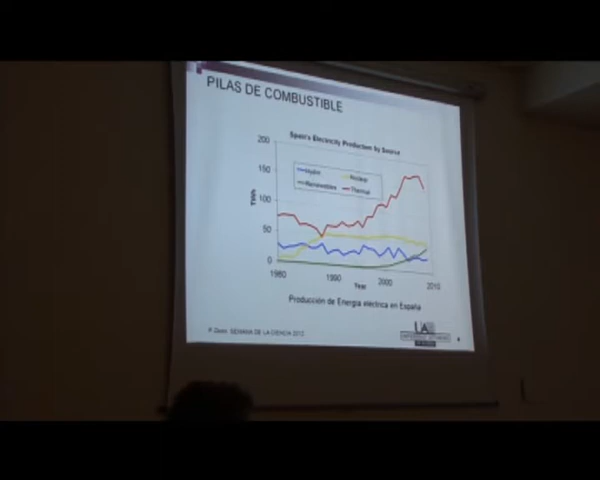 PILAS DE COMBUSTIBLE
Spain's Electricity Production by Source
200
150
100
50
0
TWh
Hydro
Nuclear
Renewables
Thermal
1980
1990
2000
2010
Year
Producción de Energía eléctrica en España
SEMANA DE LA CIENCIA 2012